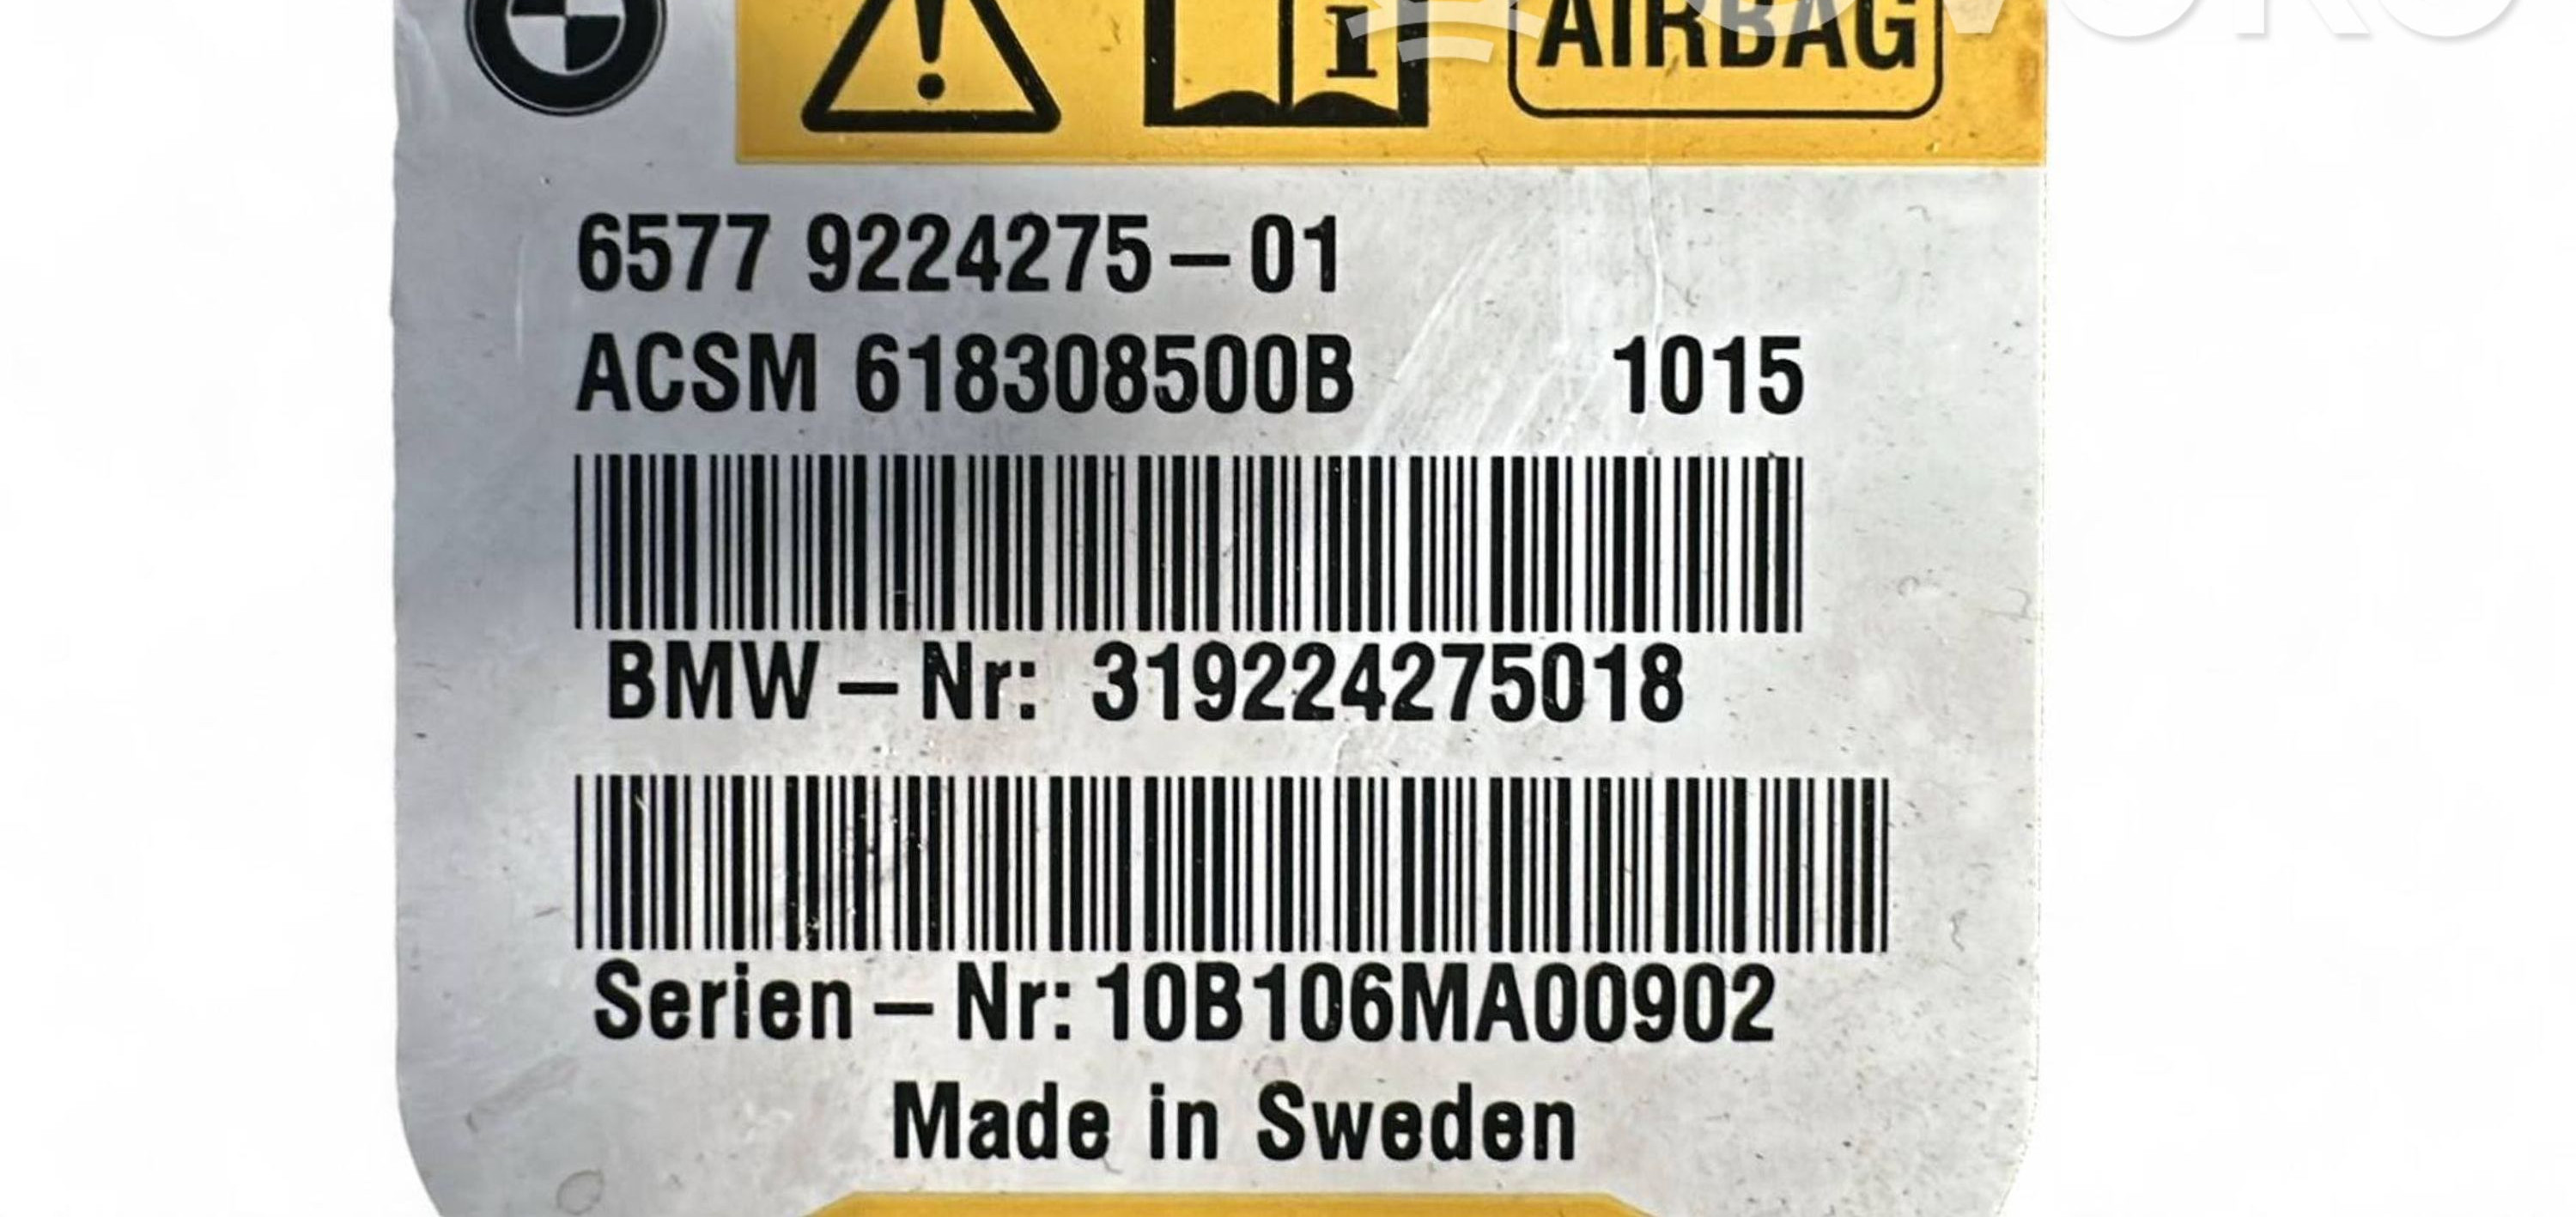 AIRBAG
i
6577 9224275-01
ACSM 618308500B 1015
BMW-Nr: 319224275018
Serien-Nr: 10B106MA00902
Made in Sweden